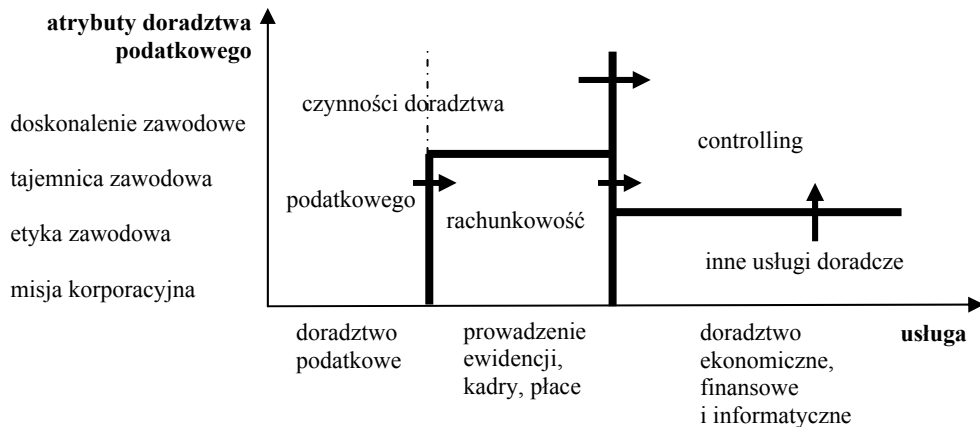 atrybuty doradztwa
podatkowego
czynności doradztwa
doskonalenie zawodowe
controlling
tajemnica zawodowa
podatkowego
rachunkowość
etyka zawodowa
inne usługi doradcze
misja korporacyjna
doradztwo
podatkowe
prowadzenie
ewidencji,
kadry, płace
doradztwo
ekonomiczne,
finansowe
i informatyczne
usługa